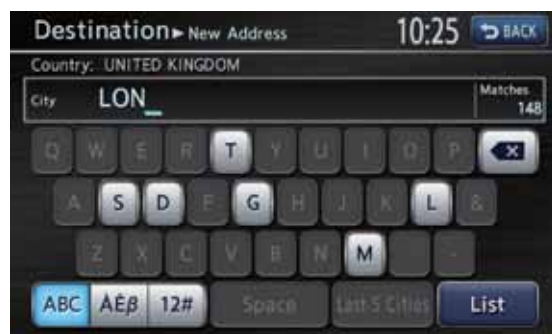 Destination ▸ New Address 10:25 BACK
Country: UNITED KINGDOM
City LON_ Matches 148
Q W E R T Y U I O P
A S D F G H J K L &
Z X C V B N M -
ABC ÀÊβ 12# Space Last 5 Cities List